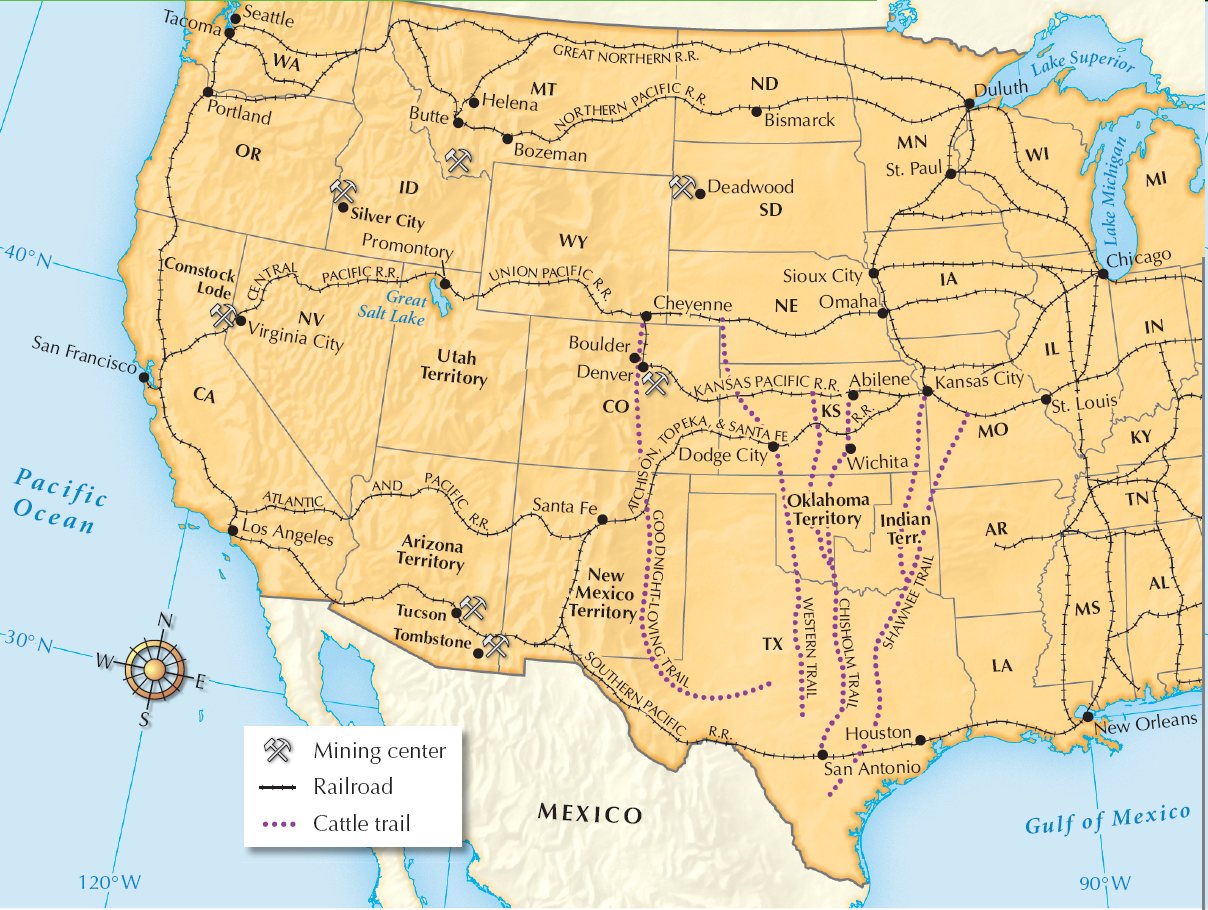 Seattle
Tacoma
WA
Portland
OR
GREAT NORTHERN R.R.
MT
Helena
Butte
Bozeman
NORTHERN PACIFIC R.R.
ND
Bismarck
Duluth
Lake Superior
MN
St. Paul
WI
Lake Michigan
MI
ID
Silver City
Deadwood
SD
WY
Promontory
40°N
Comstock
Lode
CENTRAL
PACIFIC R.R.
Great
Salt Lake
UNION PACIFIC R.R.
Sioux City
IA
Chicago
Cheyenne
NE
Omaha
NV
Virginia City
San Francisco
CA
Utah
Territory
Boulder
Denver
CO
KANSAS PACIFIC R.R.
Abilene
Kansas City
IL
IN
St. Louis
KS
R.R.
ATCHISON, TOPEKA, & SANTA FE
Dodge City
Wichita
MO
KY
TN
Pacific
Ocean
ATLANTIC
AND
PACIFIC
R.R.
Los Angeles
Santa Fe
Arizona
Territory
New
Mexico
Territory
GOODNIGHT-LOVING TRAIL
Oklahoma
Territory
Indian
Terr.
AR
AL
MS
SHAWNEE TRAIL
CHISHOLM TRAIL
WESTERN TRAIL
TX
LA
Tucson
Tombstone
30°N
N
W
E
S
SOUTHERN PACIFIC
R.R.
Houston
San Antonio
New Orleans
Mining center
Railroad
Cattle trail
MEXICO
Gulf of Mexico
120°W
90°W